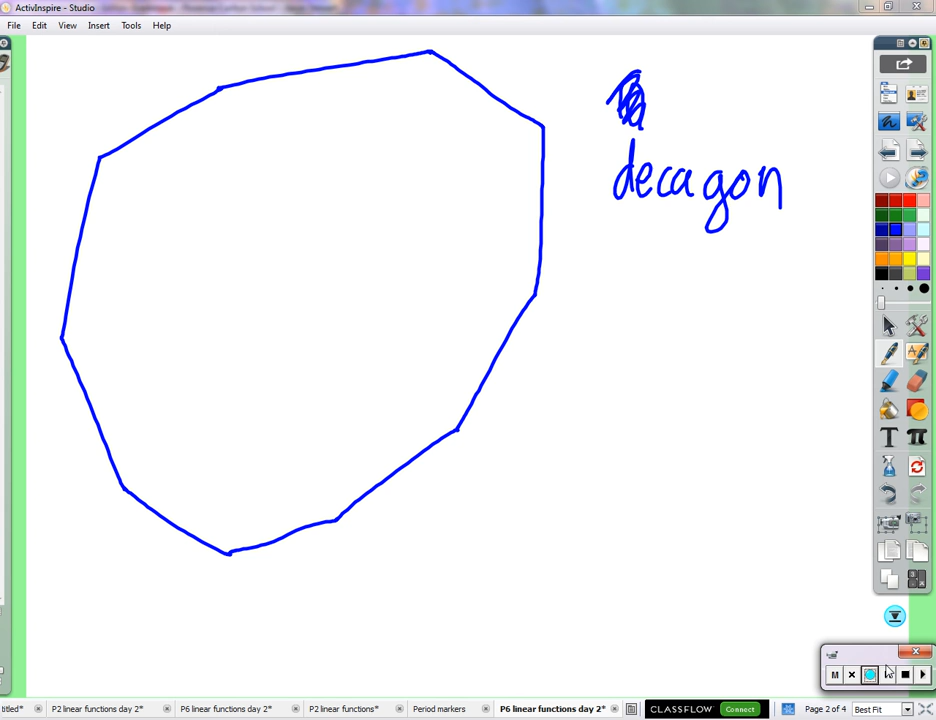 ActivInspire - Studio
File Edit View Insert Tools Help
decagon
T π
M
titled* P2 linear functions day 2* P6 linear functions day 2* P2 linear functions* Period markers P6 linear functions day 2* CLASSFLOW Connect Page 2 of 4 Best Fit